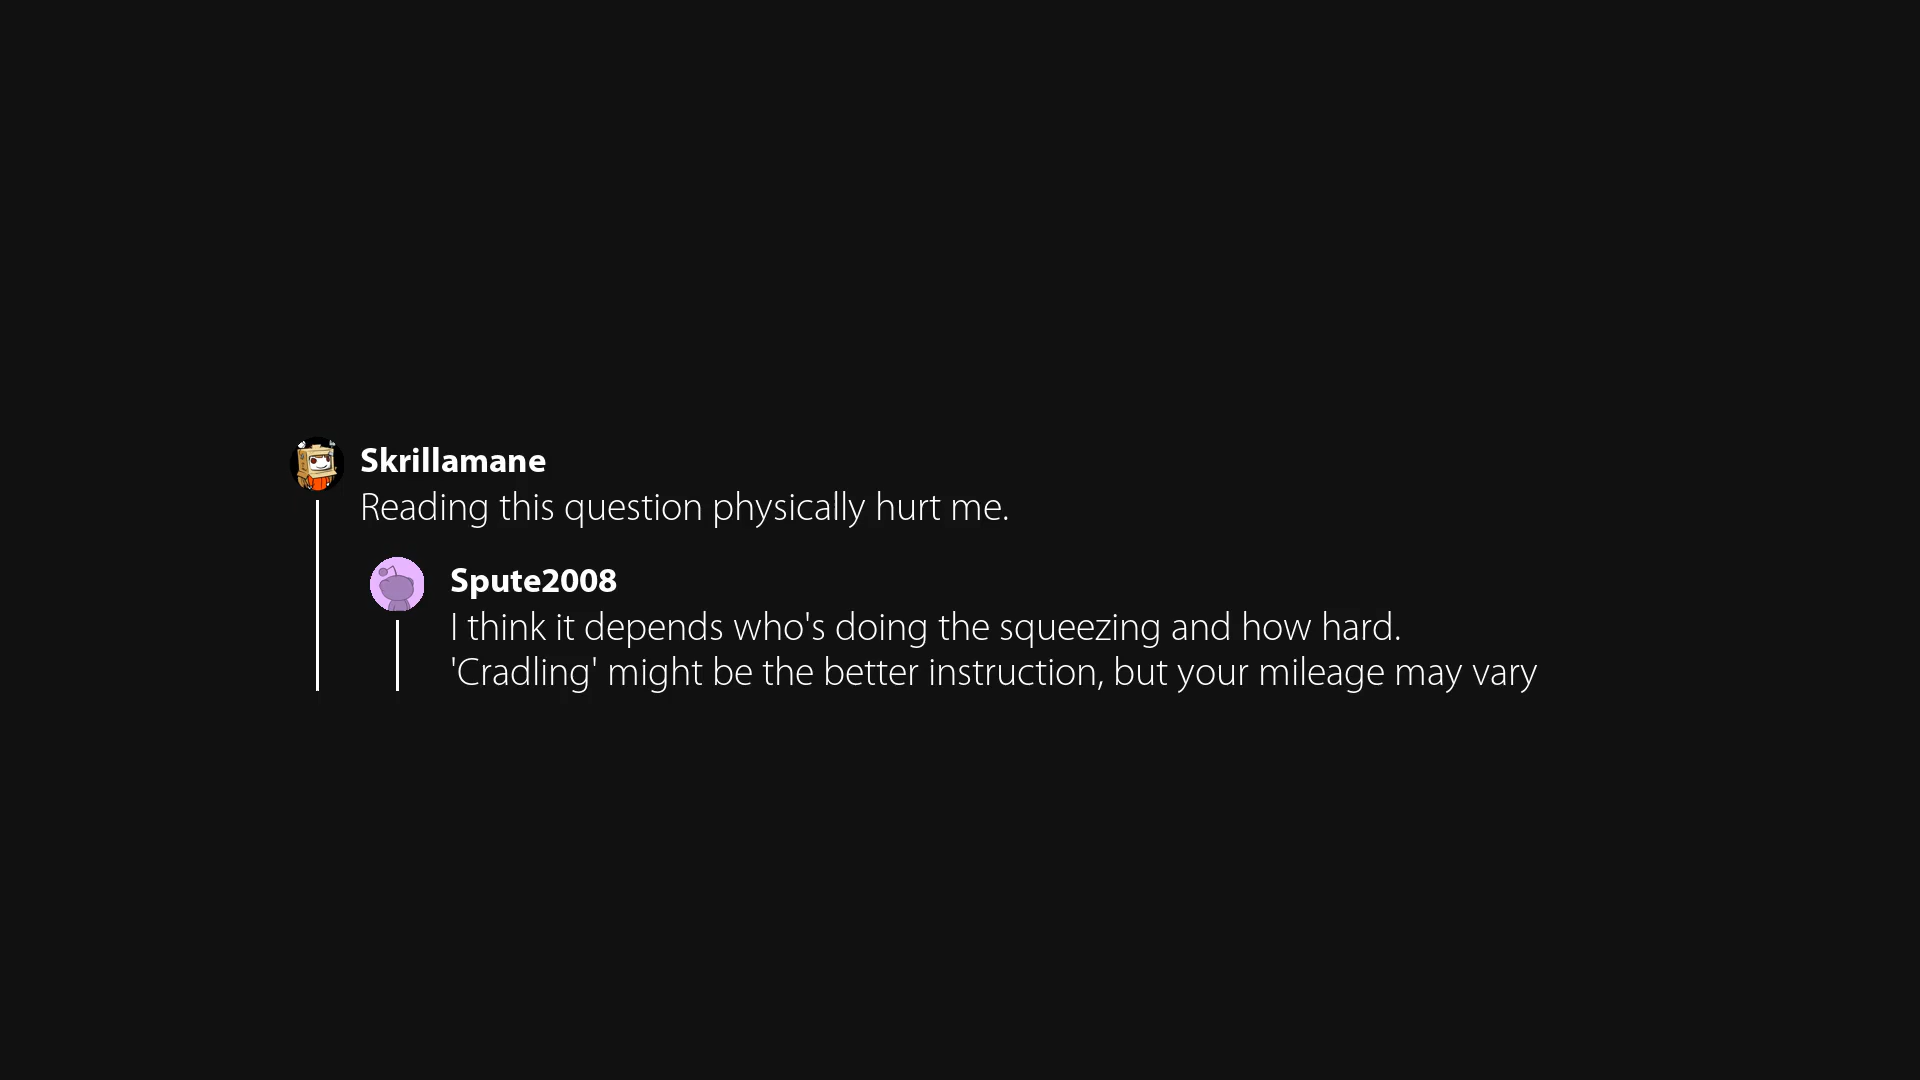 Skrillamane
Reading this question physically hurt me.
Spute2008
I think it depends who's doing the squeezing and how hard.
'Cradling' might be the better instruction, but your mileage may vary